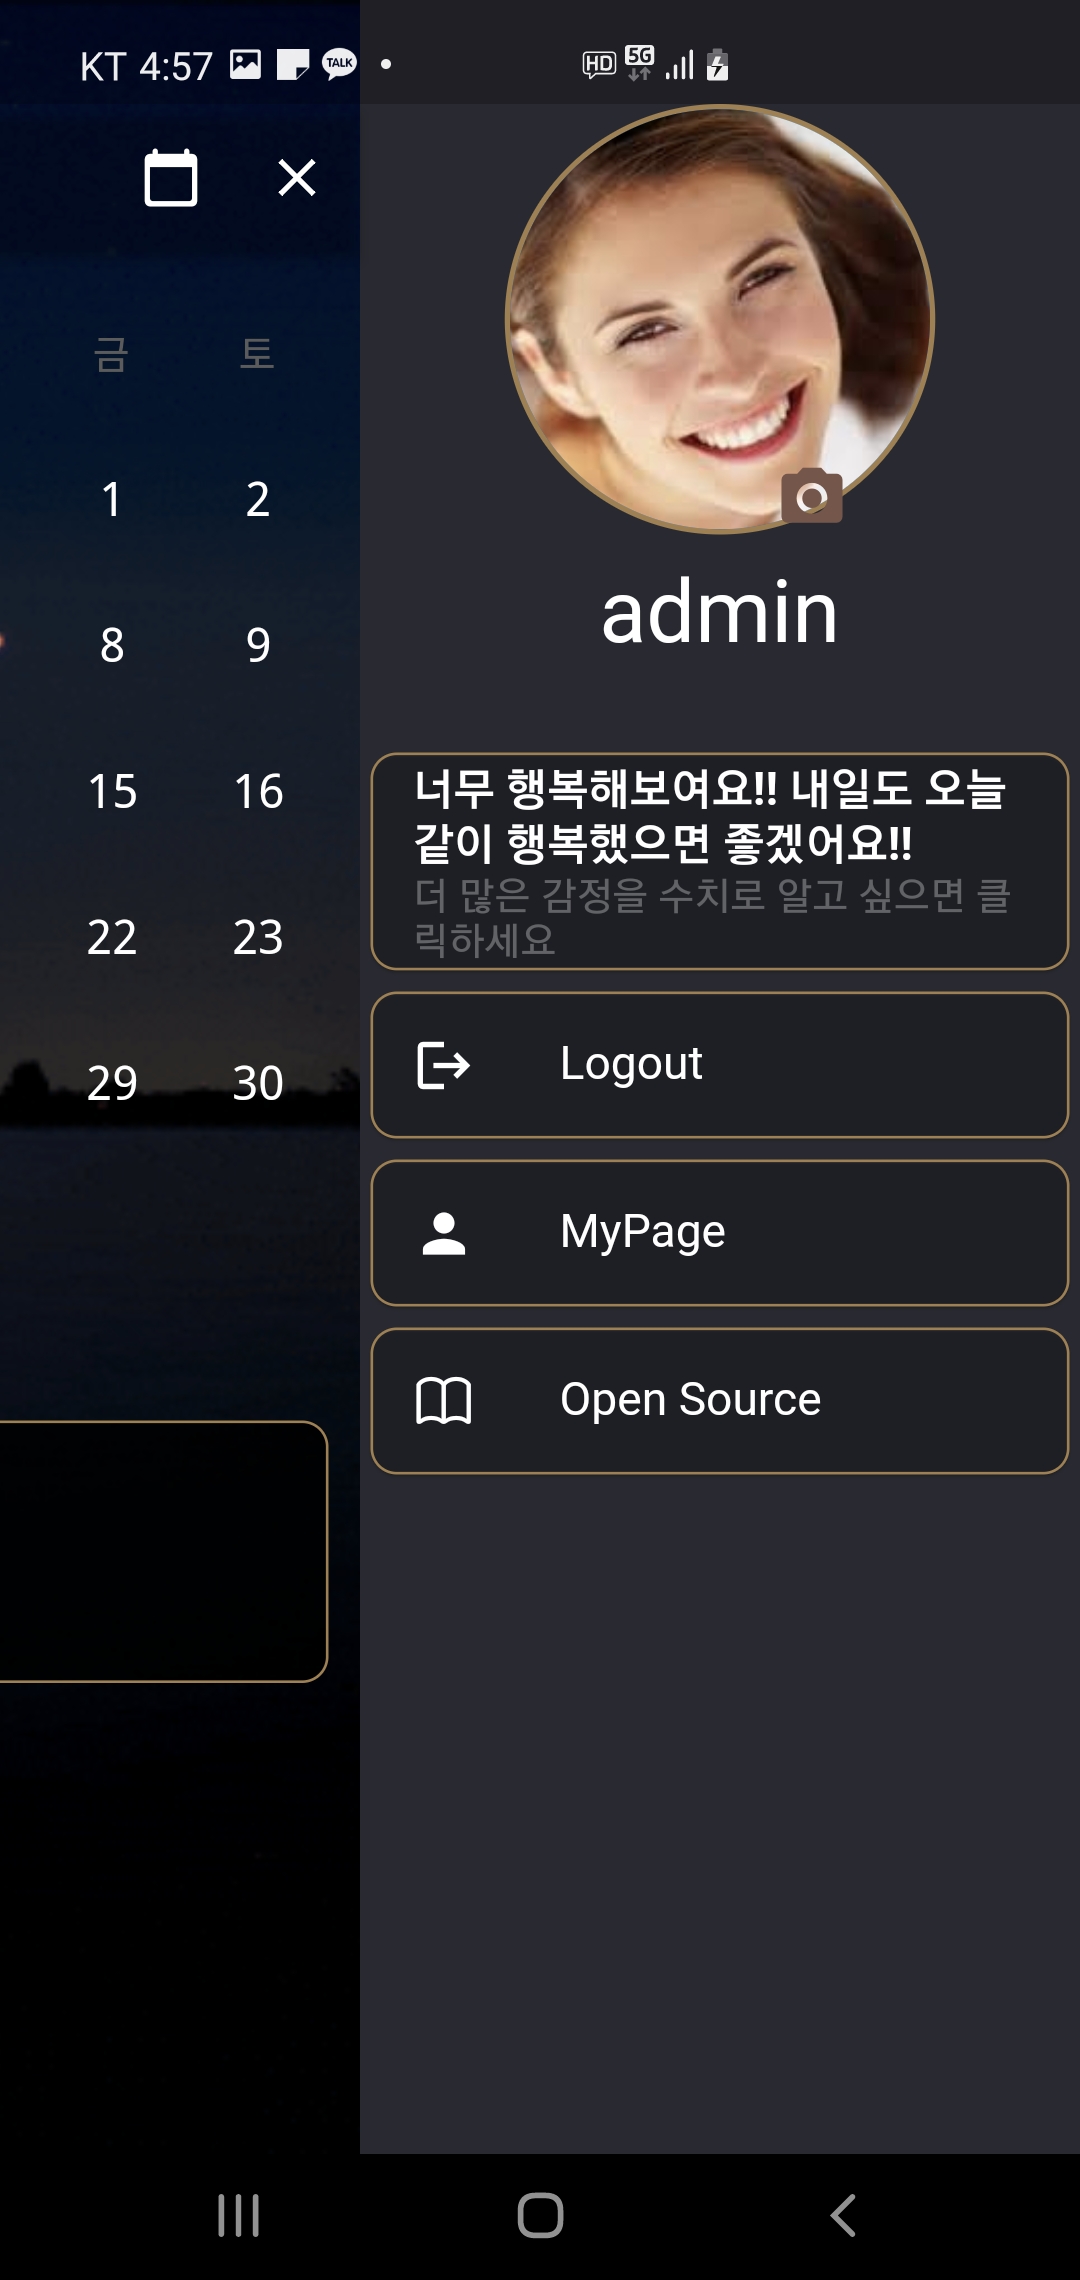 KT 4:57 TALK HD 5G
금 토
1 2
8 9
15 16
22 23
29 30
admin
너무 행복해보여요!! 내일도 오늘
같이 행복했으면 좋겠어요!!
더 많은 감정을 수치로 알고 싶으면 클
릭하세요
Logout
MyPage
Open Source